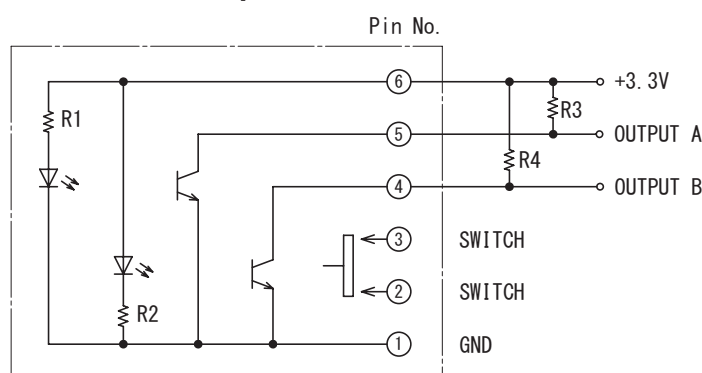 Pin No.
6 +3.3V
R1 R3
5 OUTPUT A
R4
4 OUTPUT B
3 SWITCH
2 SWITCH
R2
1 GND